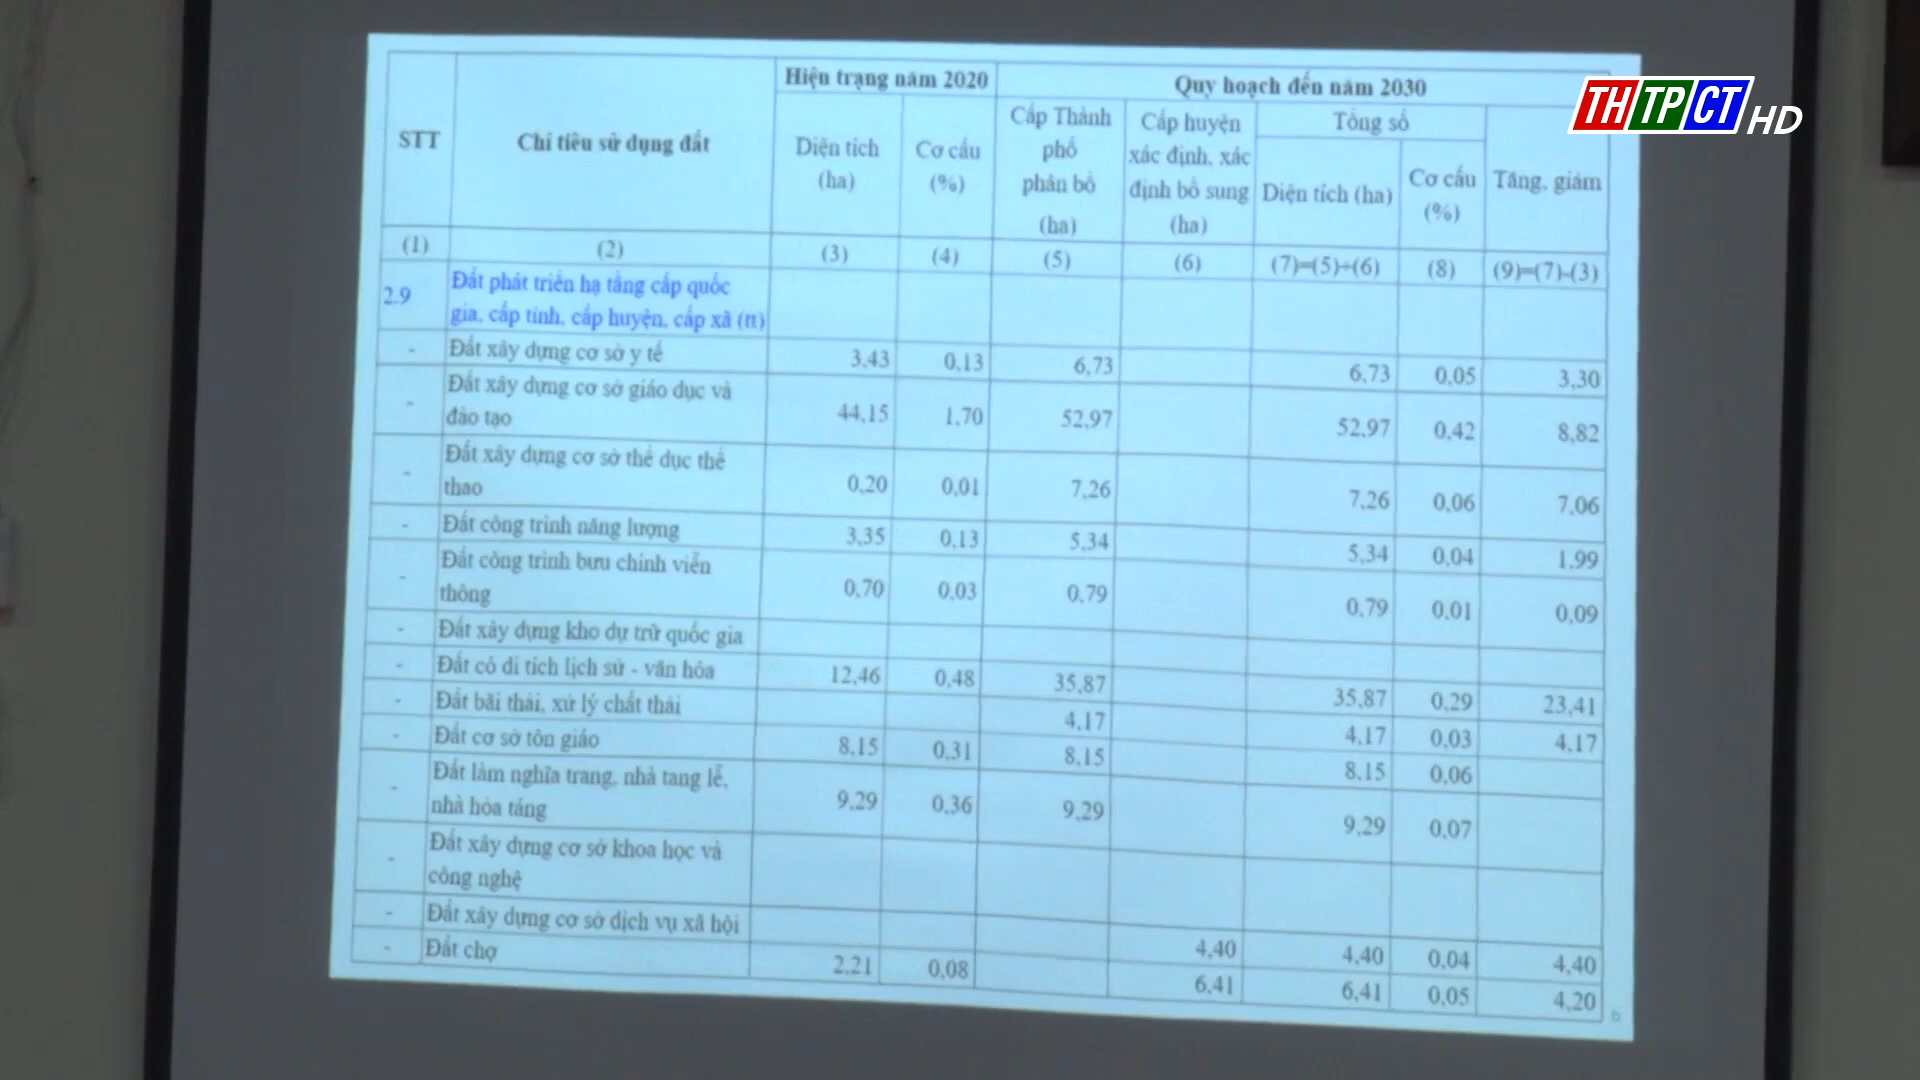 THTPCT HD
Hiện trạng năm 2020
Quy hoạch đến năm 2030
STT
Chỉ tiêu sử dụng đất
Diện tích
(ha)
Cơ cấu
(%)
Cấp Thành
phố
phân bổ
(ha)
Cấp huyện
xác định, xác
định bổ sung
(ha)
Tổng số
Diện tích (ha)
Cơ cấu
(%)
Tăng, giảm
(1) (2) (3) (4) (5) (6) (7)=(5)+(6) (8) (9)=(7)-(3)
2.9 Đất phát triển hạ tầng cấp quốc
gia, cấp tỉnh, cấp huyện, cấp xã (tt)
- Đất xây dựng cơ sở y tế 3,43 0,13 6,73 6,73 0,05 3,30
- Đất xây dựng cơ sở giáo dục và
đào tạo 44,15 1,70 52,97 52,97 0,42 8,82
- Đất xây dựng cơ sở thể dục thể
thao 0,20 0,01 7,26 7,26 0,06 7,06
- Đất công trình năng lượng 3,35 0,13 5,34 5,34 0,04 1,99
- Đất công trình bưu chính viễn
thông 0,70 0,03 0,79 0,79 0,01 0,09
- Đất xây dựng kho dự trữ quốc gia
- Đất có di tích lịch sử - văn hóa 12,46 0,48 35,87 35,87 0,29 23,41
- Đất bãi thải, xử lý chất thải 4,17 4,17 0,03 4,17
- Đất cơ sở tôn giáo 8,15 0,31 8,15 8,15 0,06
- Đất làm nghĩa trang, nhà tang lễ,
nhà hỏa táng 9,29 0,36 9,29 9,29 0,07
- Đất xây dựng cơ sở khoa học và
công nghệ
- Đất xây dựng cơ sở dịch vụ xã hội 4,40 4,40 0,04 4,40
- Đất chợ 2,21 0,08 6,41 6,41 0,05 4,20
6